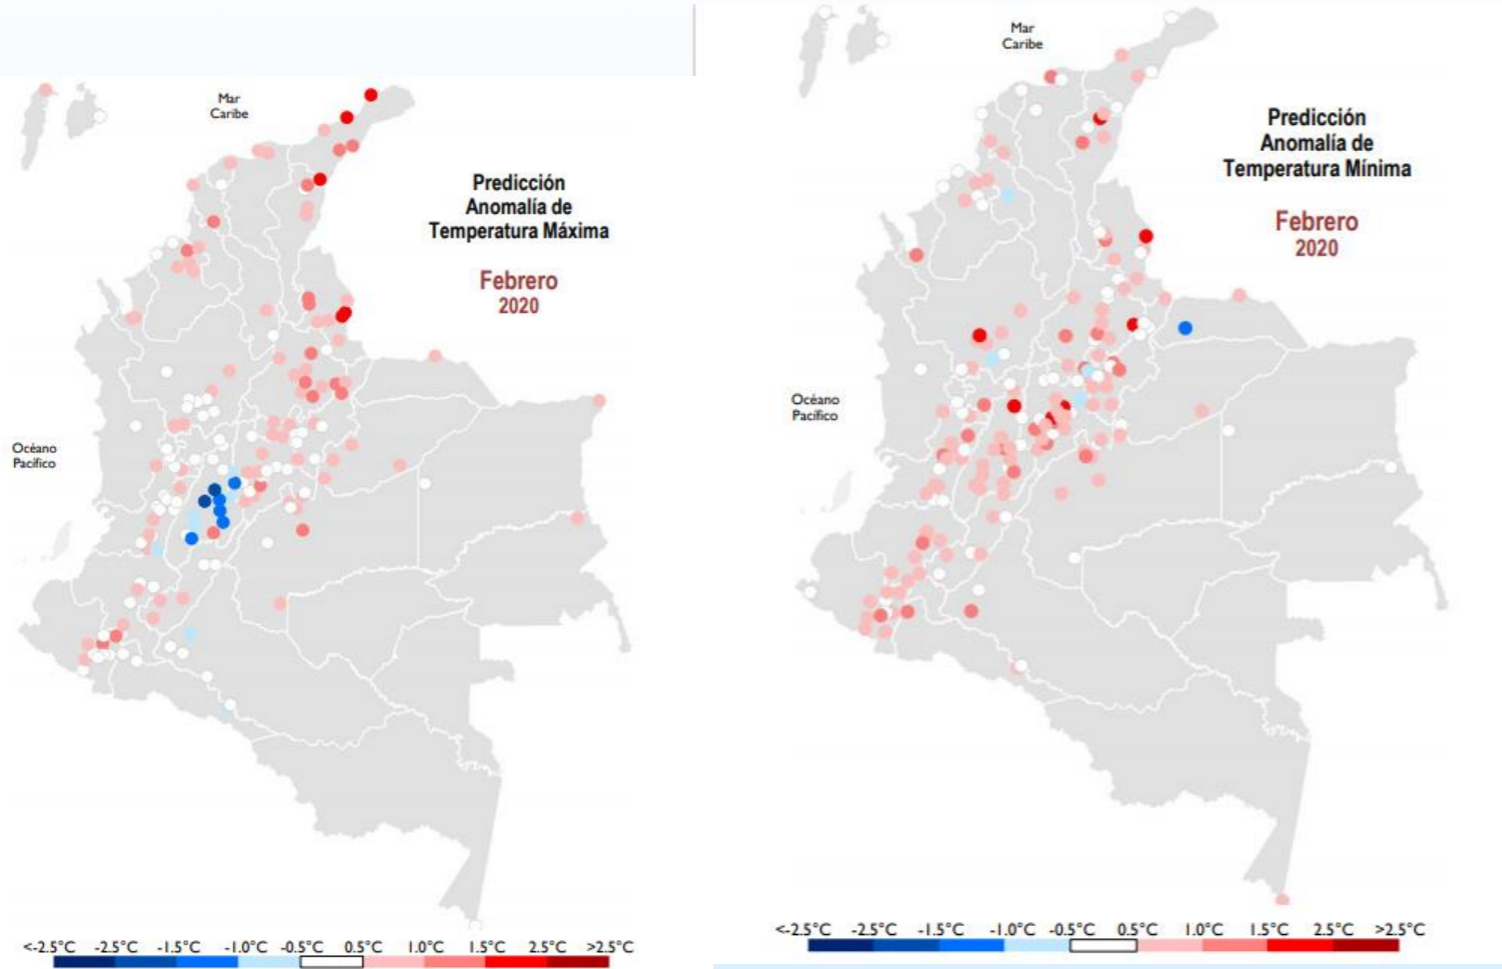 Mar
Caribe
Predicción
Anomalía de
Temperatura Máxima
Febrero
2020
Océano
Pacífico
<-2.5°C -2.5°C -1.5°C -1.0°C -0.5°C 0.5°C 1.0°C 1.5°C 2.5°C >2.5°C
Mar
Caribe
Predicción
Anomalía de
Temperatura Mínima
Febrero
2020
Océano
Pacífico
<-2.5°C -2.5°C -1.5°C -1.0°C -0.5°C 0.5°C 1.0°C 1.5°C 2.5°C >2.5°C